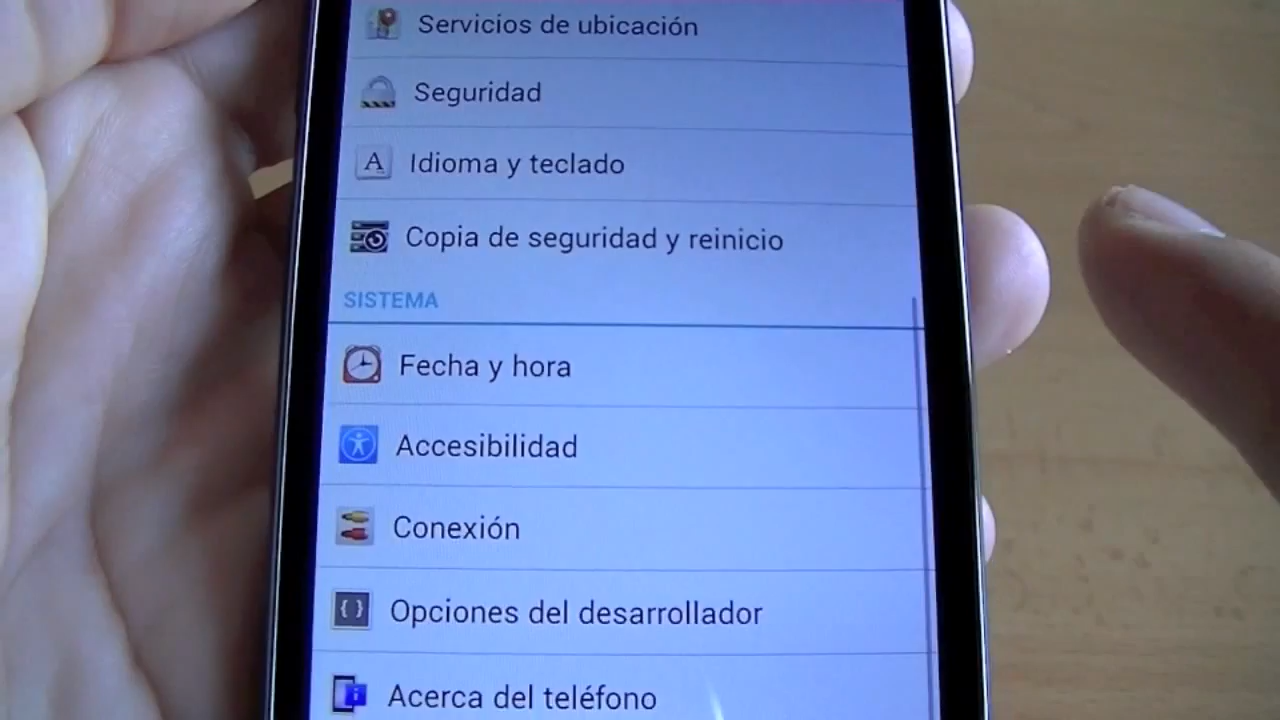 Servicios de ubicación
Seguridad
A
Idioma y teclado
Copia de seguridad y reinicio
SISTEMA
Fecha y hora
Accesibilidad
Conexión
{ }
Opciones del desarrollador
i
Acerca del teléfono